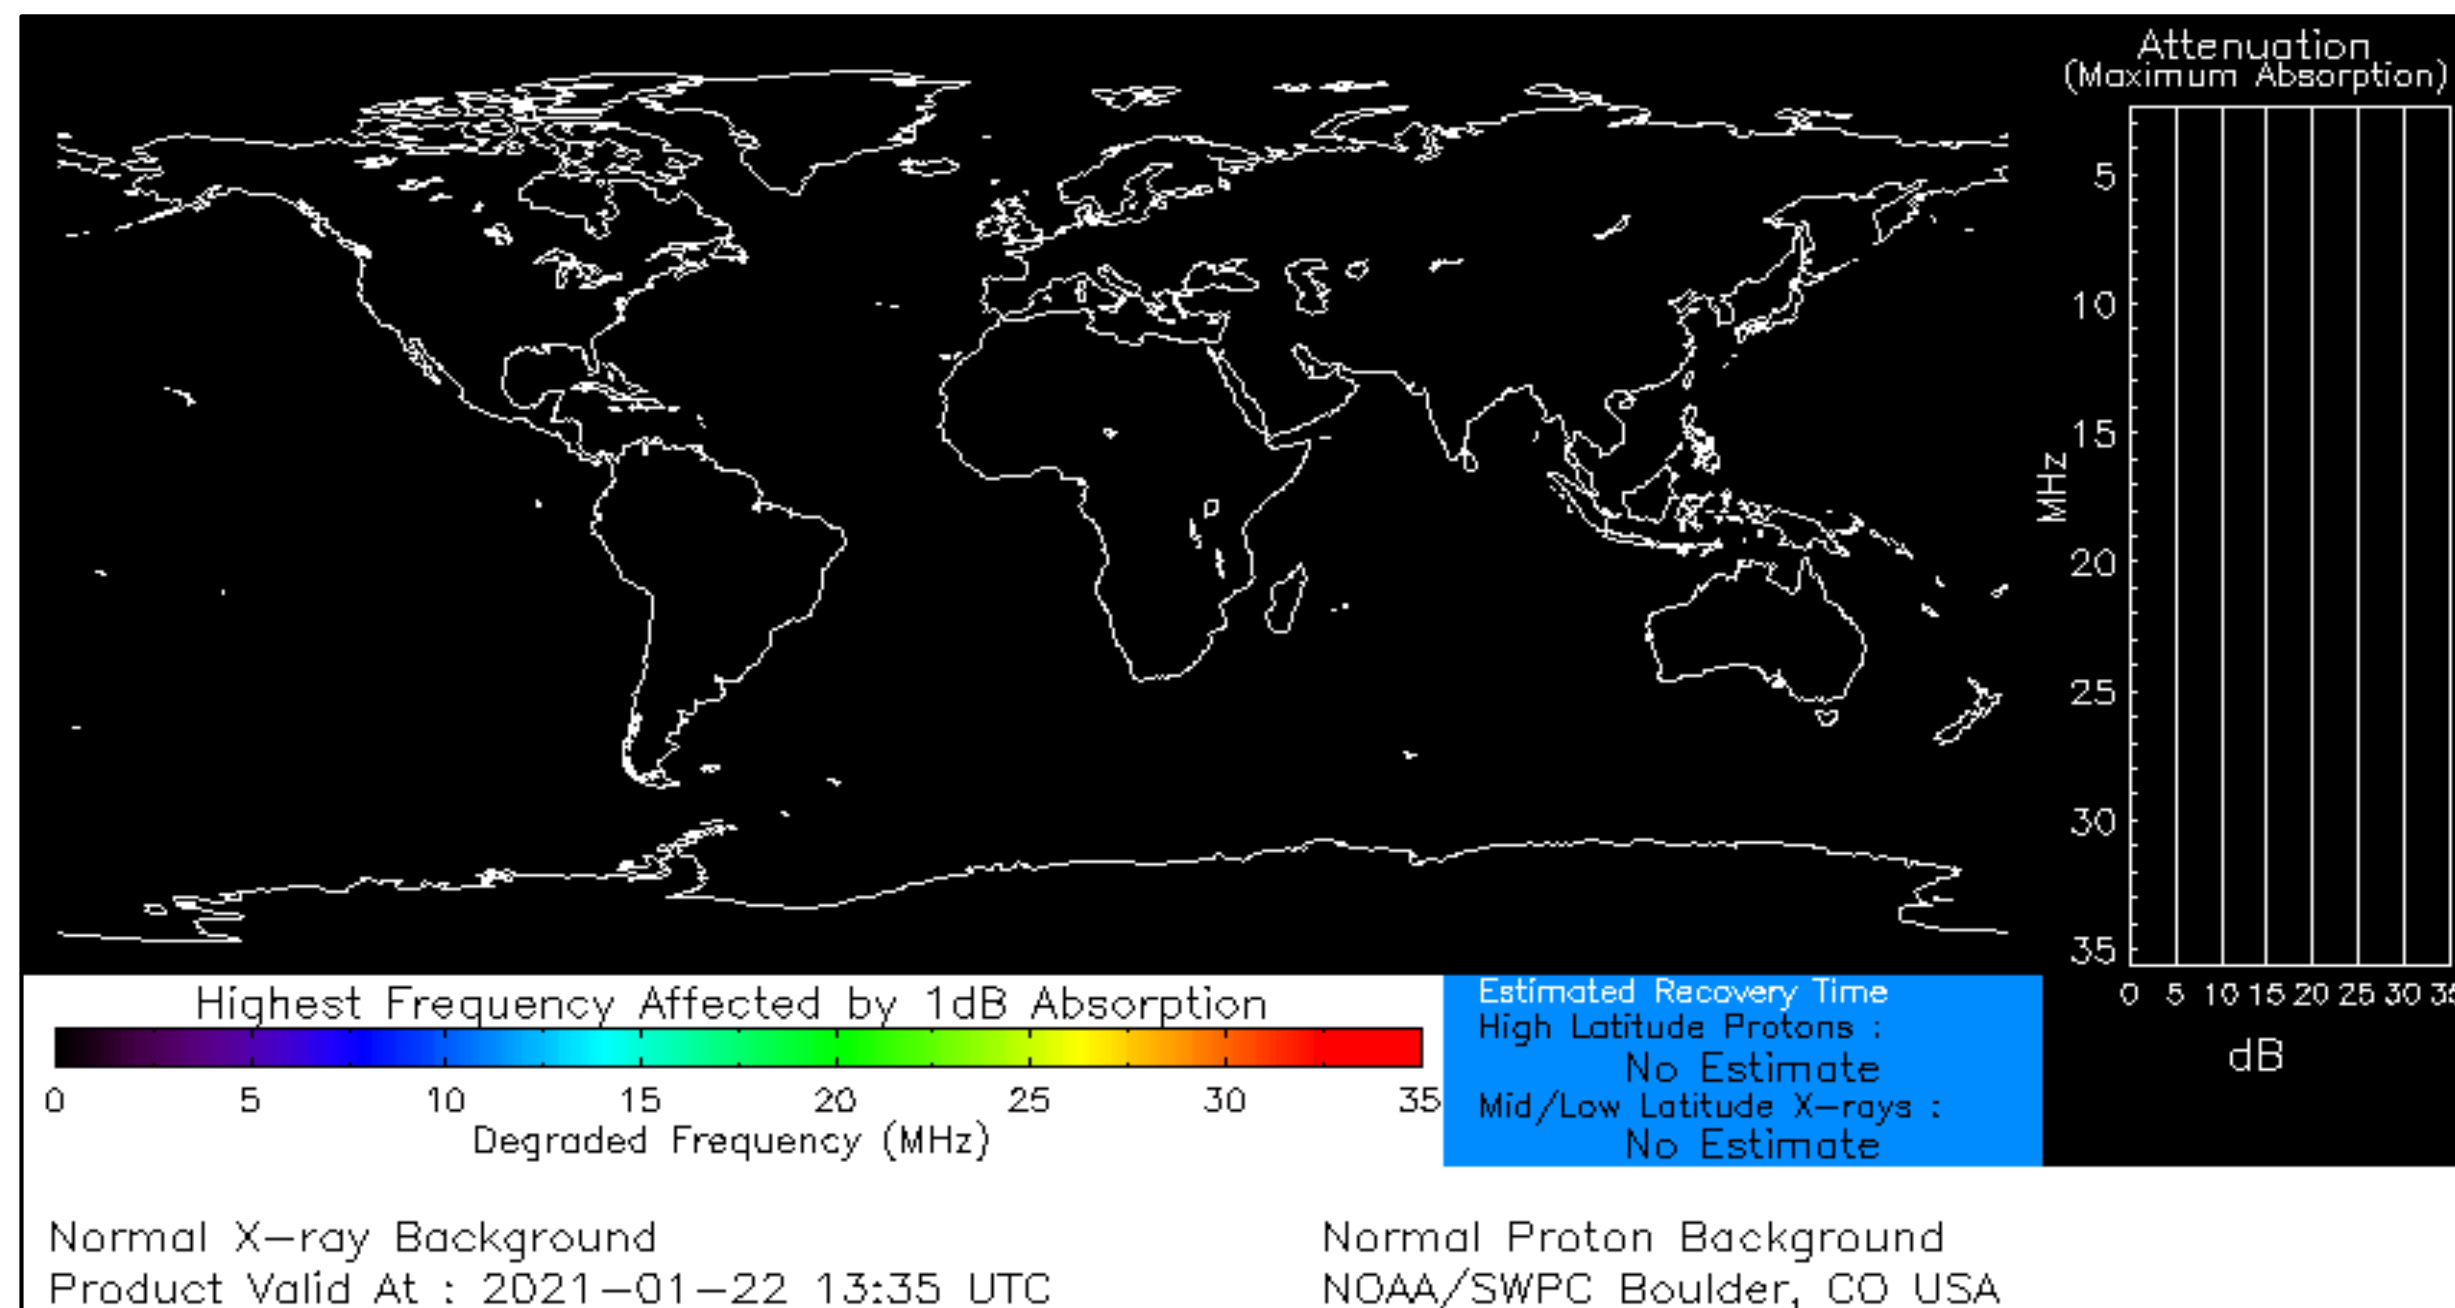 Attenuation
(Maximum Absorption)
5
10
15
20
25
30
35
MHz
0 5 10 15 20 25 30 35
dB
Highest Frequency Affected by 1dB Absorption
0 5 10 15 20 25 30 35
Degraded Frequency (MHz)
Estimated Recovery Time
High Latitude Protons :
No Estimate
Mid/Low Latitude X-rays :
No Estimate
Normal X-ray Background
Normal Proton Background
Product Valid At : 2021-01-22 13:35 UTC
NOAA/SWPC Boulder, CO USA